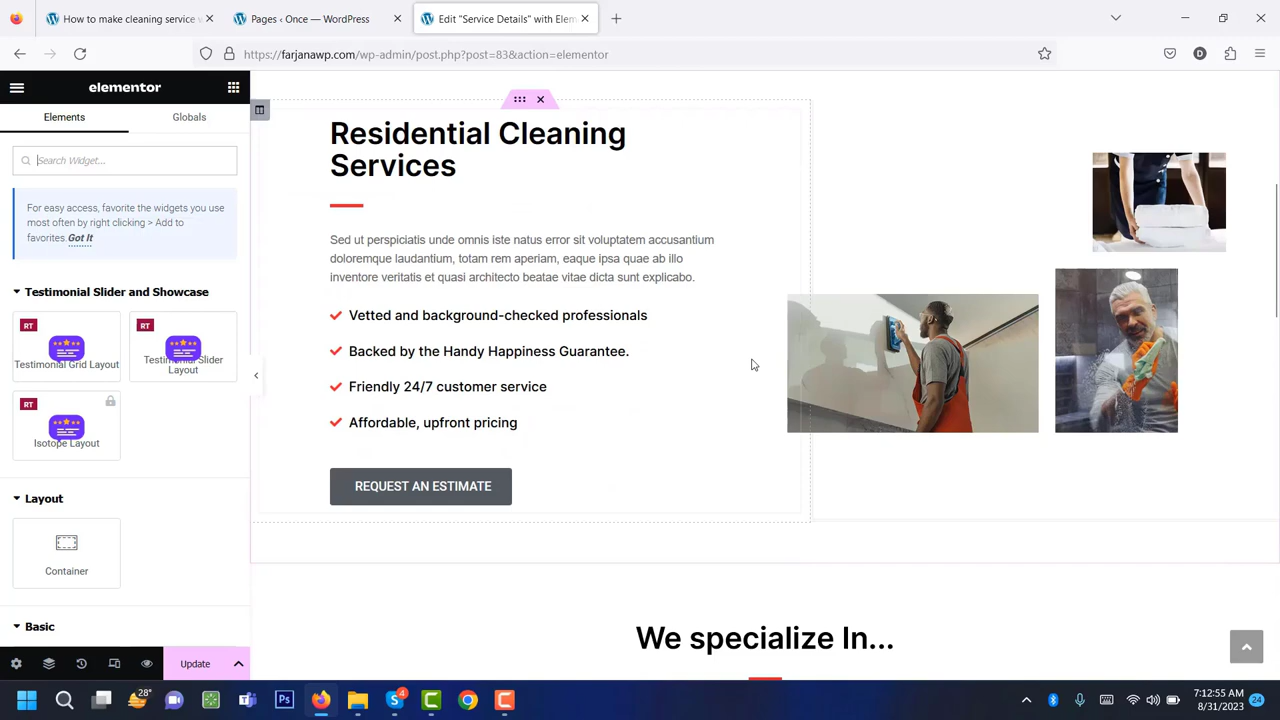 How to make cleaning service w
Pages ‹ Once — WordPress
Edit "Service Details" with Elem
https://farjanawp.com/wp-admin/post.php?post=83&action=elementor
elementor
Elements
Globals
Search Widget...
For easy access, favorite the widgets you use
most often by right clicking > Add to
favorites. Got It
Testimonial Slider and Showcase
RT
Testimonial Grid Layout
RT
Testimonial Slider
Layout
RT
Isotope Layout
Layout
Container
Basic
Update
Residential Cleaning
Services
Sed ut perspiciatis unde omnis iste natus error sit voluptatem accusantium
doloremque laudantium, totam rem aperiam, eaque ipsa quae ab illo
inventore veritatis et quasi architecto beatae vitae dicta sunt explicabo.
Vetted and background-checked professionals
Backed by the Handy Happiness Guarantee.
Friendly 24/7 customer service
Affordable, upfront pricing
REQUEST AN ESTIMATE
We specialize In...
28°
Ps
4
7:12:55 AM
8/31/2023
24